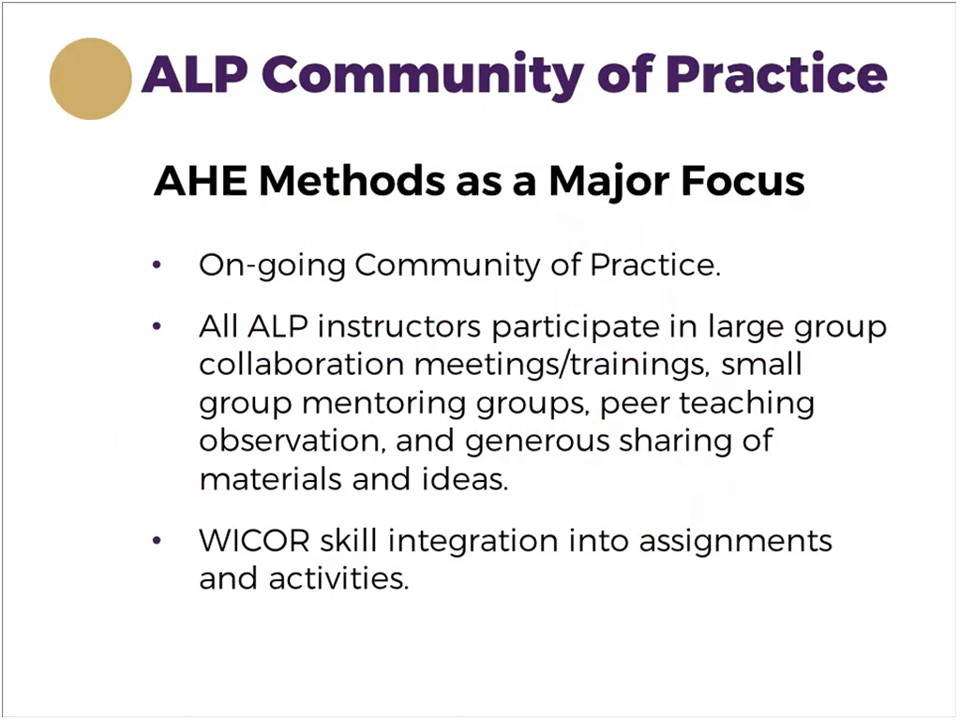 ALP Community of Practice
AHE Methods as a Major Focus
• On-going Community of Practice.
• All ALP instructors participate in large group
collaboration meetings/trainings, small
group mentoring groups, peer teaching
observation, and generous sharing of
materials and ideas.
• WICOR skill integration into assignments
and activities.